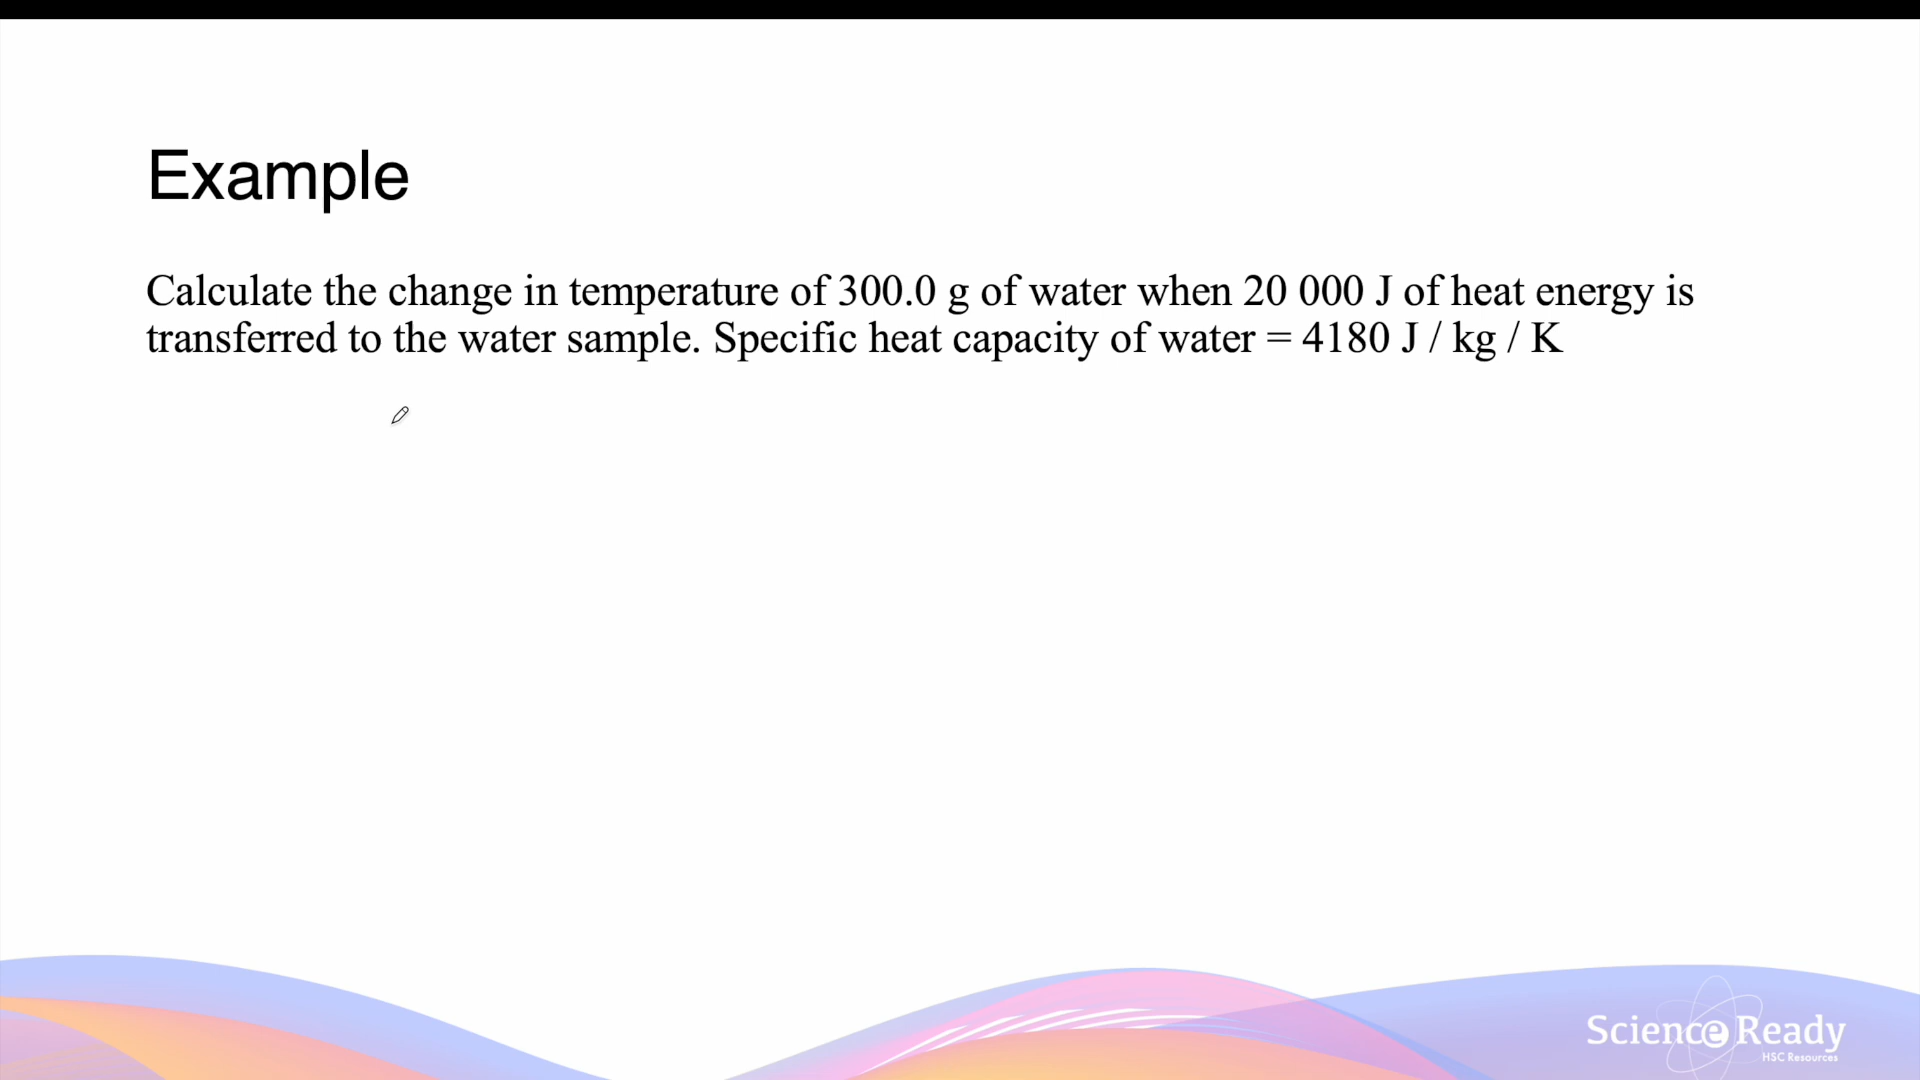 Example
Calculate the change in temperature of 300.0 g of water when 20 000 J of heat energy is
transferred to the water sample. Specific heat capacity of water = 4180 J / kg / K
Science Ready
HSC Resources